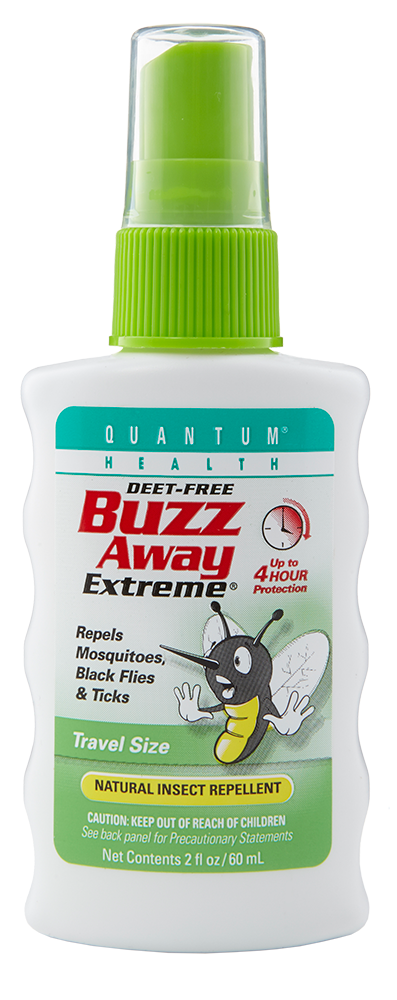 QUANTUM®
HEALTH
DEET-FREE
Buzz
Away
Extreme®
Up to
4 HOUR
Protection
Repels
Mosquitoes,
Black Flies
& Ticks
Travel Size
NATURAL INSECT REPELLENT
CAUTION: KEEP OUT OF REACH OF CHILDREN
See back panel for Precautionary Statements
Net Contents 2 fl oz/60 mL